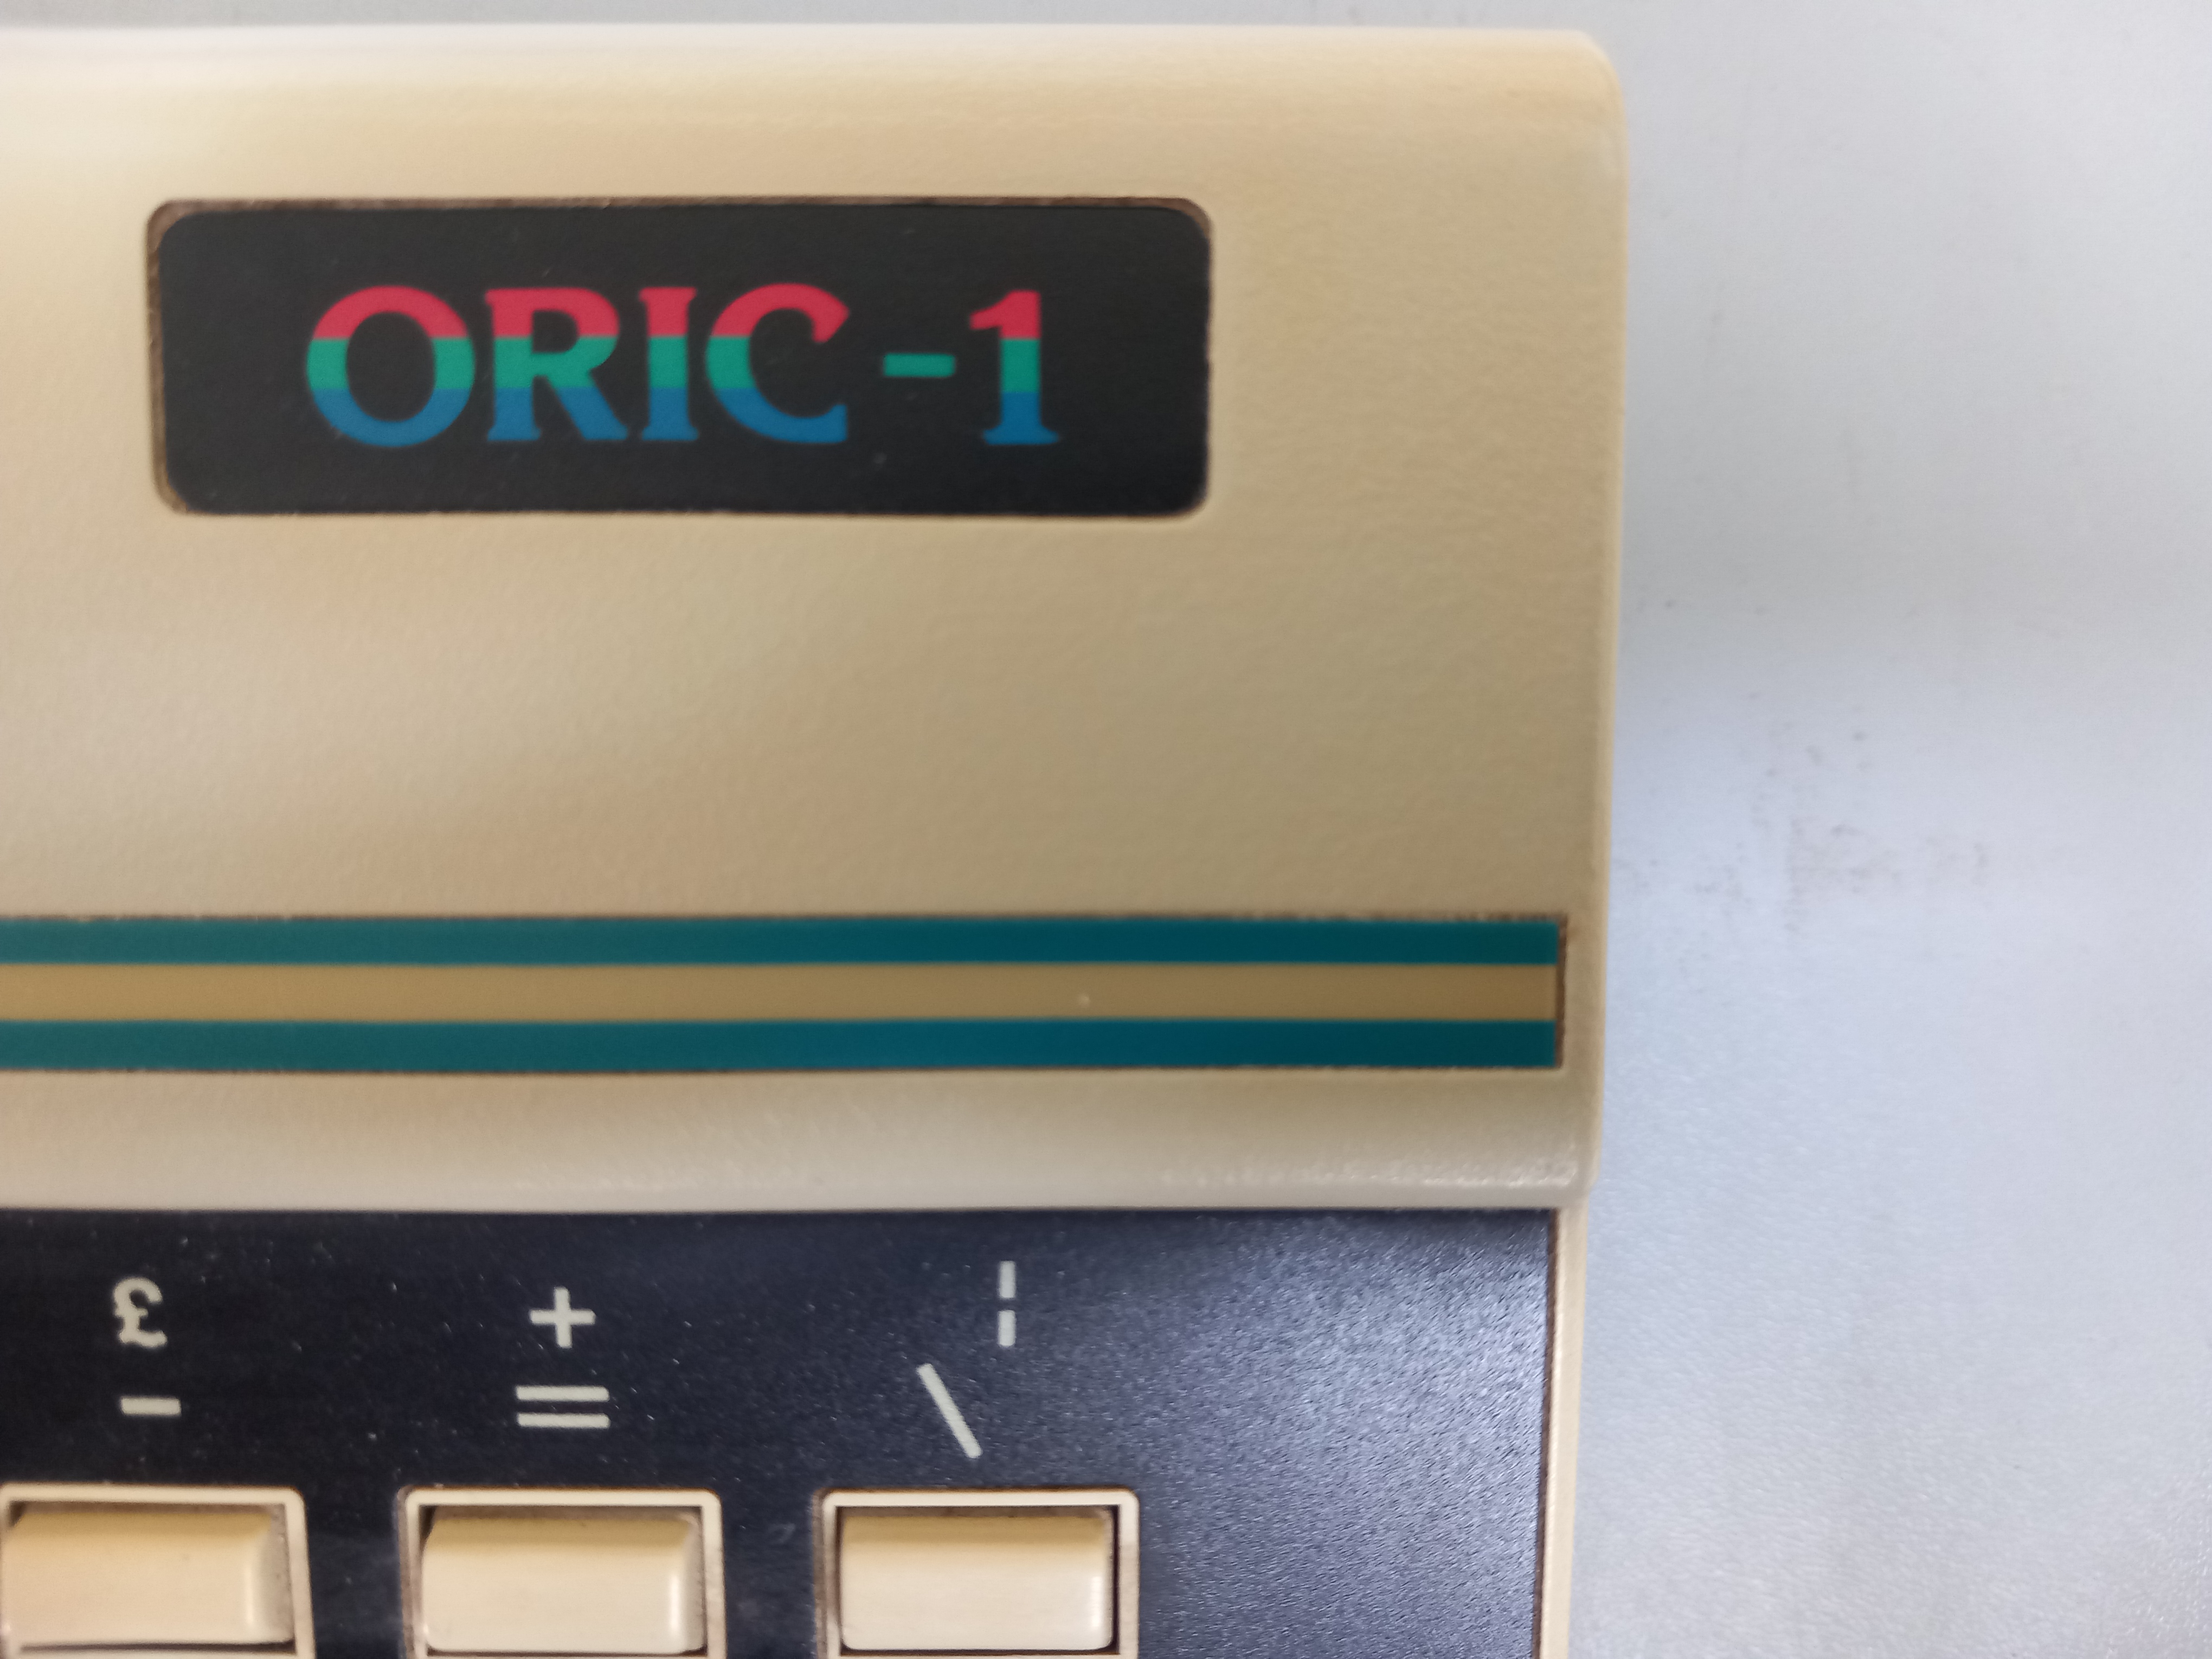 ORIC-1
£ + ¦
- = \